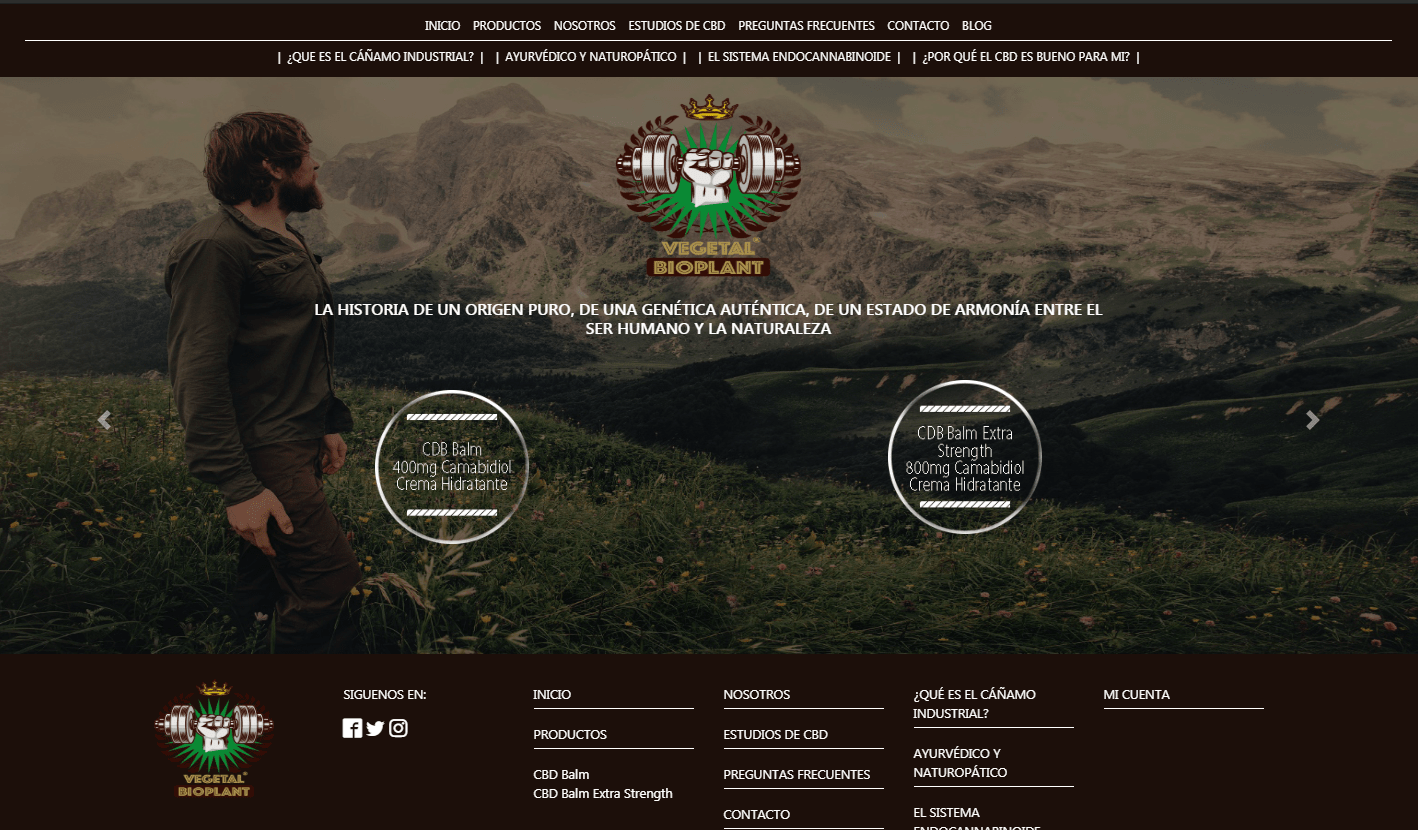 INICIO PRODUCTOS NOSOTROS ESTUDIOS DE CBD PREGUNTAS FRECUENTES CONTACTO BLOG
| ¿QUE ES EL CÁÑAMO INDUSTRIAL? | | AYURVÉDICO Y NATUROPÁTICO | | EL SISTEMA ENDOCANNABINOIDE | | ¿POR QUÉ EL CBD ES BUENO PARA MI? |
VEGETAL
BIOPLANT
LA HISTORIA DE UN ORIGEN PURO, DE UNA GENÉTICA AUTÉNTICA, DE UN ESTADO DE ARMONÍA ENTRE EL
SER HUMANO Y LA NATURALEZA
CDB Balm
400mg Camabidiol
Crema Hidratante
CDB Balm Extra
Strength
800mg Camabidiol
Crema Hidratante
VEGETAL
BIOPLANT
SIGUENOS EN:
INICIO
PRODUCTOS
CBD Balm
CBD Balm Extra Strength
NOSOTROS
ESTUDIOS DE CBD
PREGUNTAS FRECUENTES
CONTACTO
¿QUÉ ES EL CÁÑAMO
INDUSTRIAL?
AYURVÉDICO Y
NATUROPÁTICO
EL SISTEMA
ENDOCANNABINOIDE
MI CUENTA